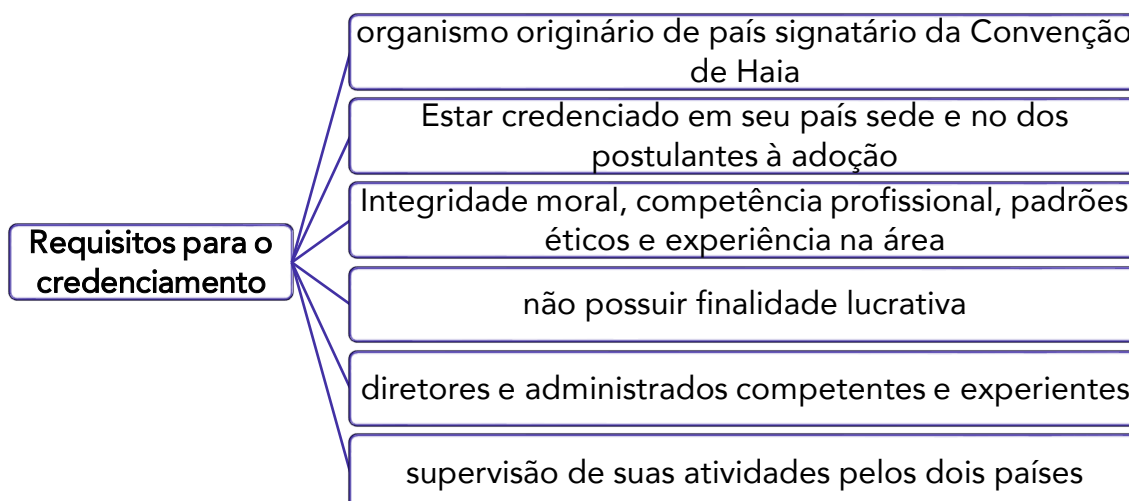 organismo originário de país signatário da Convenção
de Haia
Estar credenciado em seu país sede e no dos
postulantes à adoção
Integridade moral, competência profissional, padrões
éticos e experiência na área
Requisitos para o
credenciamento
não possuir finalidade lucrativa
diretores e administrados competentes e experientes
supervisão de suas atividades pelos dois países